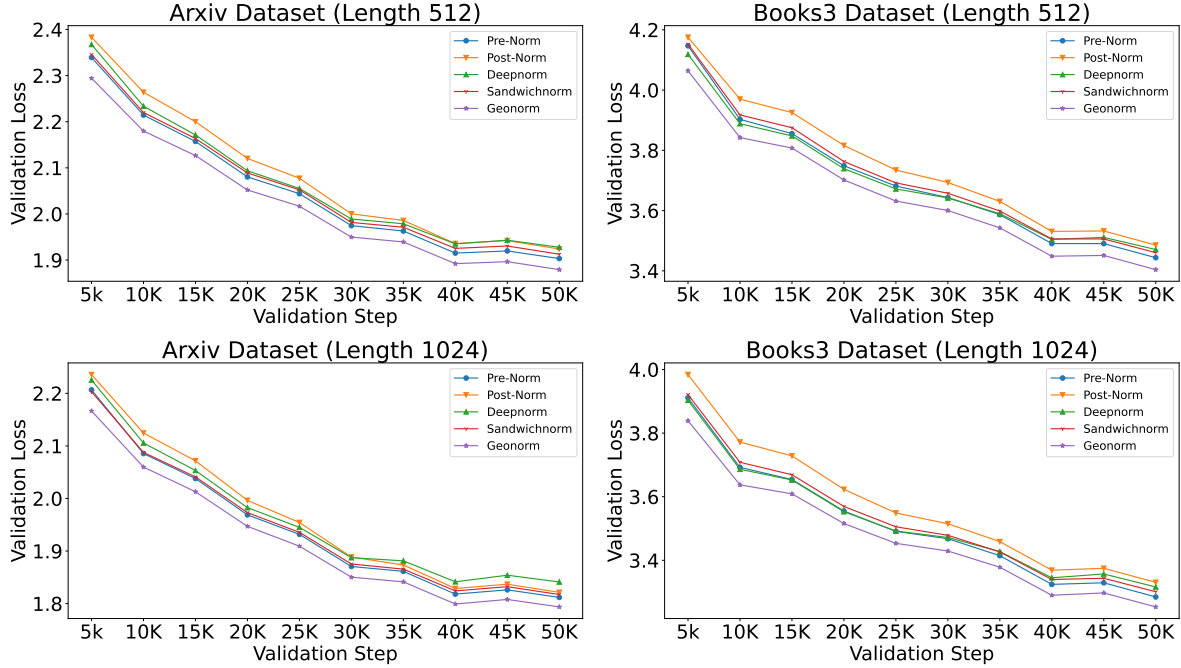 Arxiv Dataset (Length 512)
Validation Loss
2.4
2.3
2.2
2.1
2.0
1.9
Pre-Norm
Post-Norm
Deepnorm
Sandwichnorm
Geonorm
5k 10K 15K 20K 25K 30K 35K 40K 45K 50K
Validation Step
Books3 Dataset (Length 512)
Validation Loss
4.2
4.0
3.8
3.6
3.4
Pre-Norm
Post-Norm
Deepnorm
Sandwichnorm
Geonorm
5k 10K 15K 20K 25K 30K 35K 40K 45K 50K
Validation Step
Arxiv Dataset (Length 1024)
Validation Loss
2.2
2.1
2.0
1.9
1.8
Pre-Norm
Post-Norm
Deepnorm
Sandwichnorm
Geonorm
5k 10K 15K 20K 25K 30K 35K 40K 45K 50K
Validation Step
Books3 Dataset (Length 1024)
Validation Loss
4.0
3.8
3.6
3.4
Pre-Norm
Post-Norm
Deepnorm
Sandwichnorm
Geonorm
5k 10K 15K 20K 25K 30K 35K 40K 45K 50K
Validation Step